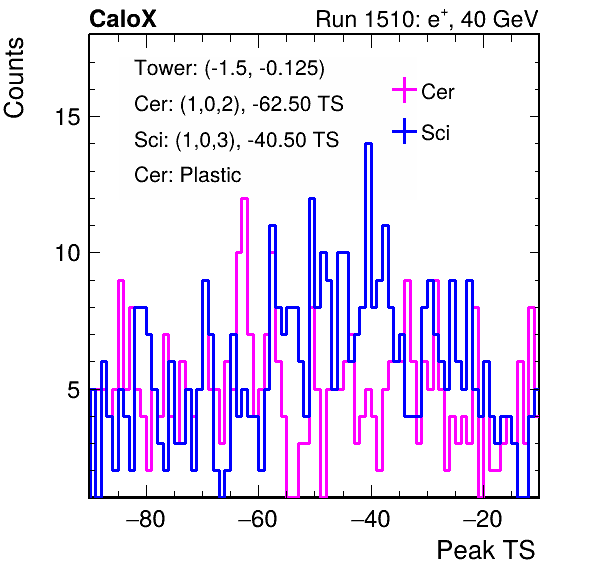 CaloX
Run 1510: e+, 40 GeV
Counts
Tower: (-1.5, -0.125)
Cer: (1,0,2), -62.50 TS
Sci: (1,0,3), -40.50 TS
Cer: Plastic
Cer
Sci
15
10
5
−80
−60
−40
−20
Peak TS